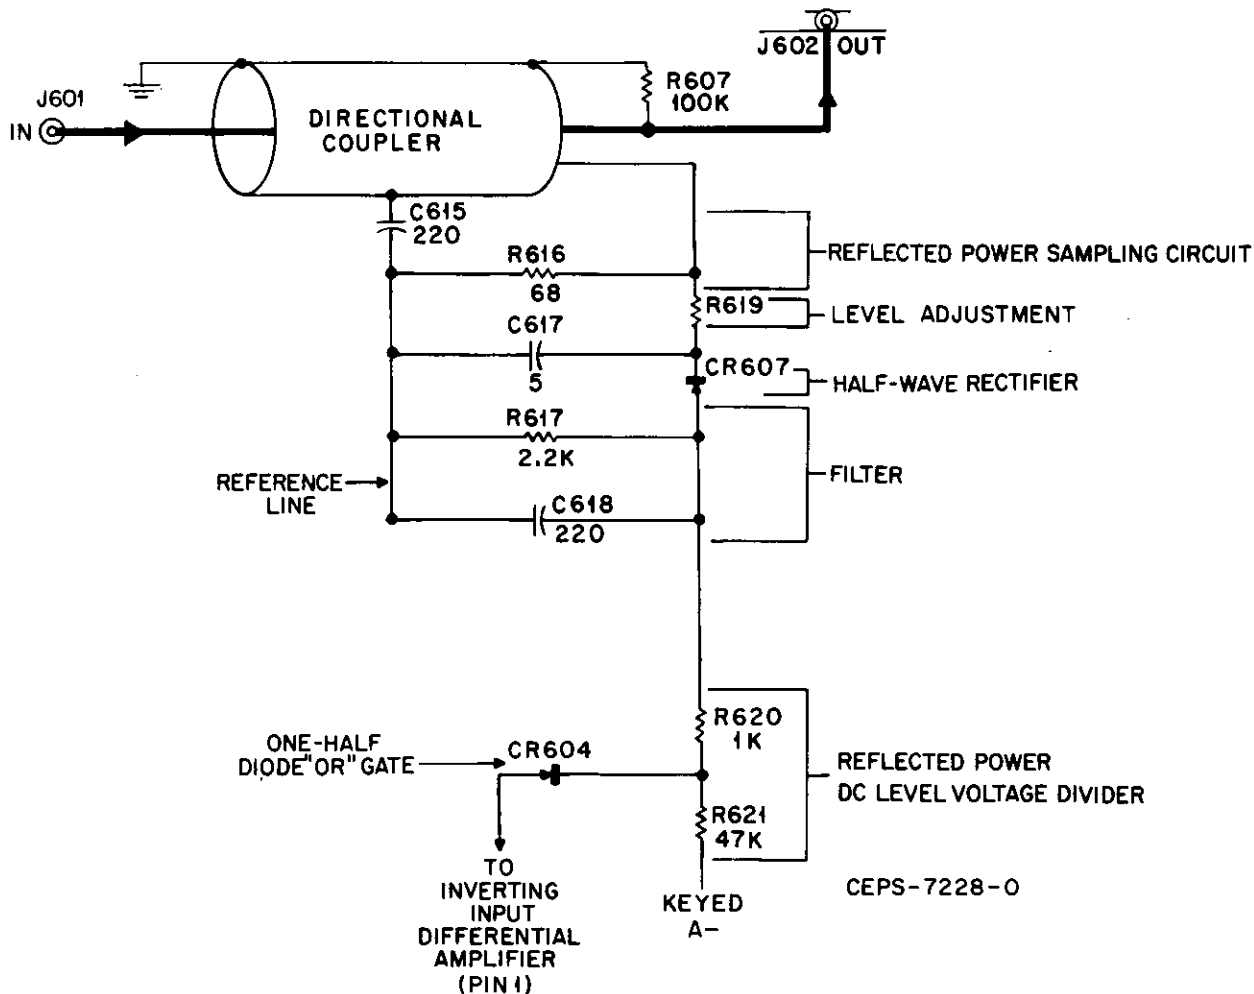 J602 OUT
J601
IN
DIRECTIONAL
COUPLER
R607
100K
C615
220
R616
68
REFLECTED POWER SAMPLING CIRCUIT
R619
LEVEL ADJUSTMENT
C617
5
CR607
HALF-WAVE RECTIFIER
R617
2.2K
FILTER
REFERENCE
LINE
C618
220
R620
1K
ONE-HALF
DIODE"OR" GATE
CR604
REFLECTED POWER
DC LEVEL VOLTAGE DIVIDER
R621
47K
TO
INVERTING
INPUT
DIFFERENTIAL
AMPLIFIER
(PIN 1)
KEYED
A-
CEPS-7228-O